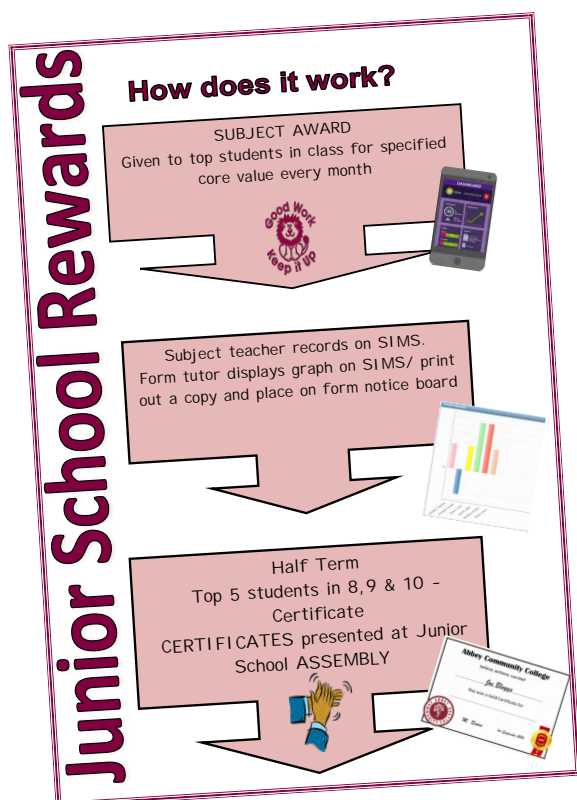 Junior School Rewards
How does it work?
SUBJECT AWARD
Given to top students in class for specified
core value every month
Good Work
Keep it Up
DASHBOARD
Subject teacher records on SIMS.
Form tutor displays graph on SIMS/ print
out a copy and place on form notice board
Half Term
Top 5 students in 8,9 & 10 –
Certificate
CERTIFICATES presented at Junior
School ASSEMBLY
Abbey Community College
Joe Bloggs